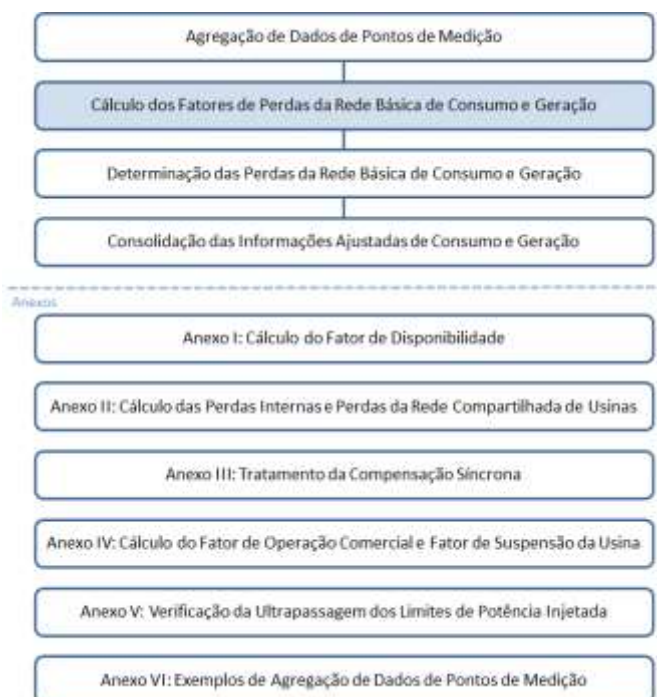 Agregação de Dados de Pontos de Medição
Cálculo dos Fatores de Perdas da Rede Básica de Consumo e Geração
Determinação das Perdas da Rede Básica de Consumo e Geração
Consolidação das Informações Ajustadas de Consumo e Geração
Anexos
Anexo I: Cálculo do Fator de Disponibilidade
Anexo II: Cálculo das Perdas Internas e Perdas da Rede Compartilhada de Usinas
Anexo III: Tratamento da Compensação Síncrona
Anexo IV: Cálculo do Fator de Operação Comercial e Fator de Suspensão da Usina
Anexo V: Verificação da Ultrapassagem dos Limites de Potência Injetada
Anexo VI: Exemplos de Agregação de Dados de Pontos de Medição